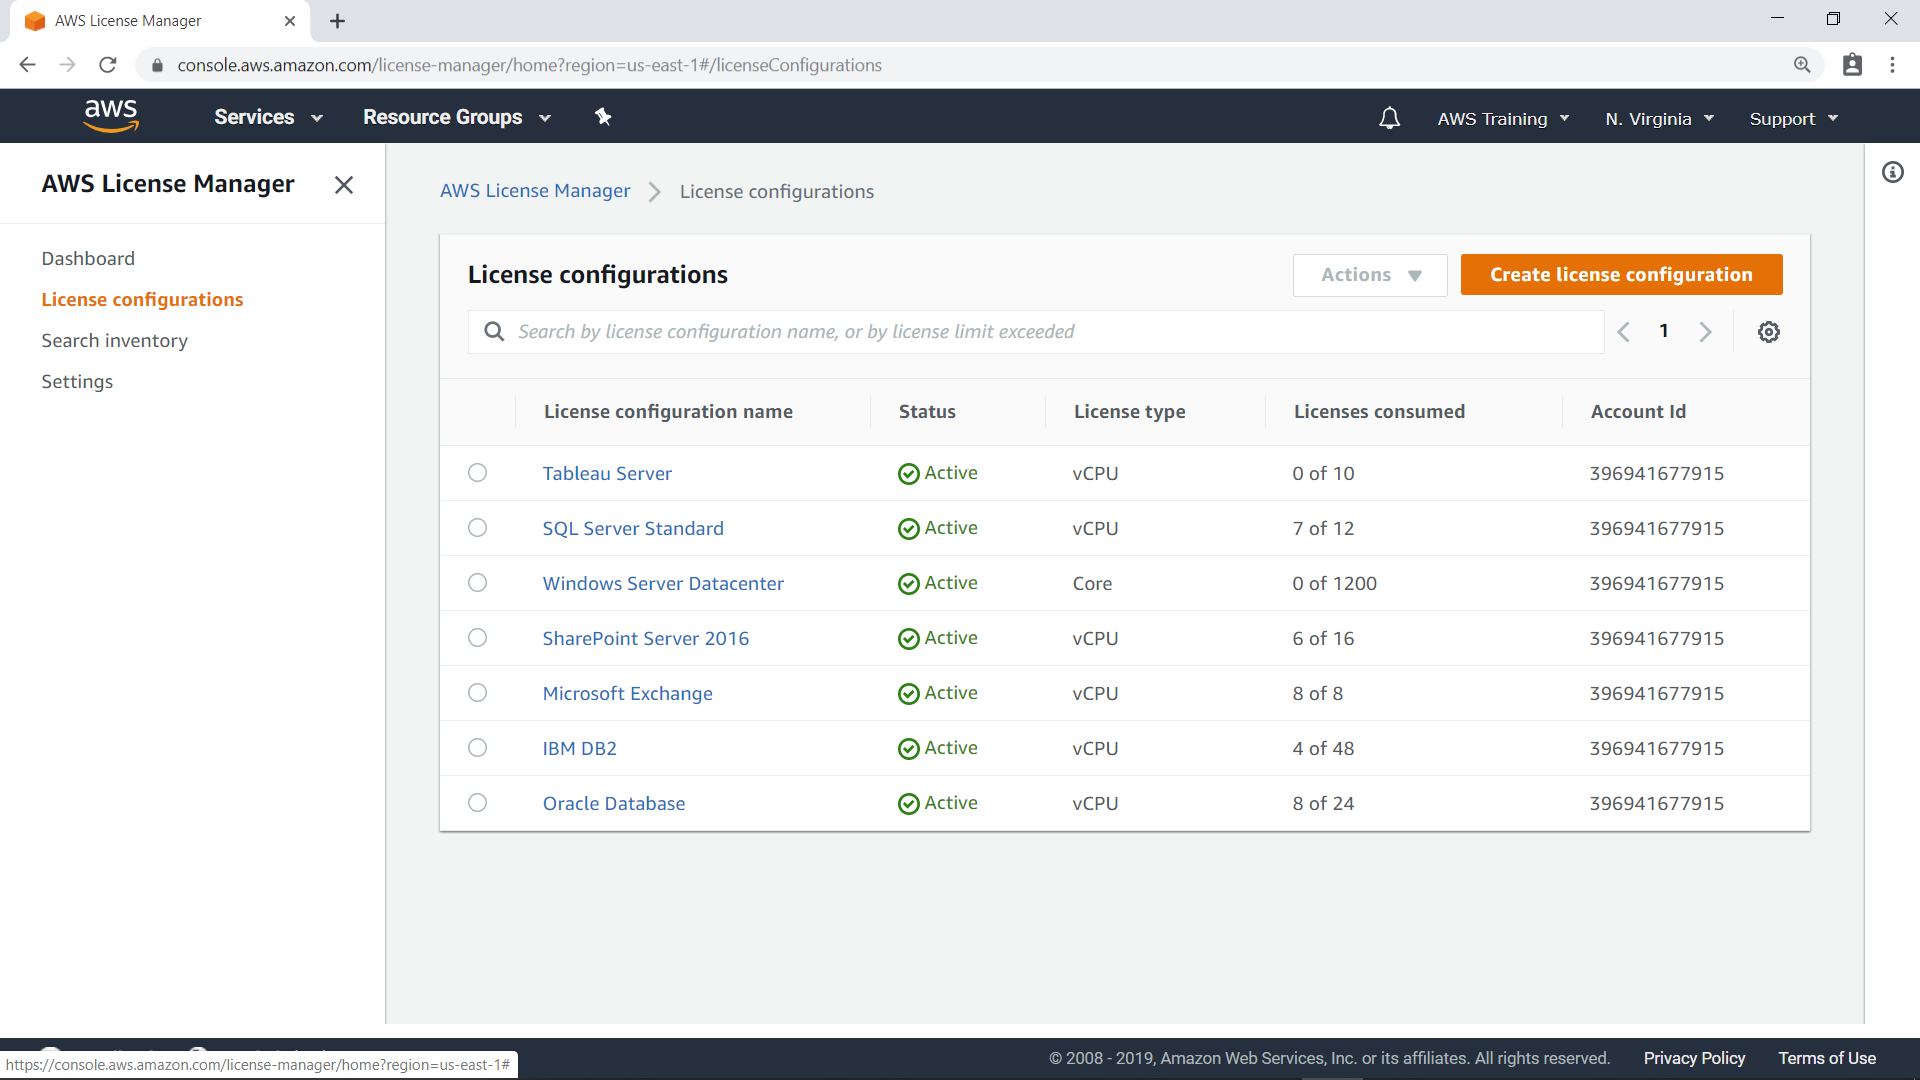 AWS License Manager
console.aws.amazon.com/license-manager/home?region=us-east-1#/licenseConfigurations
aws Services Resource Groups AWS Training N. Virginia Support
AWS License Manager
Dashboard
License configurations
Search inventory
Settings
AWS License Manager License configurations
License configurations Actions Create license configuration
Search by license configuration name, or by license limit exceeded 1
License configuration name Status License type Licenses consumed Account Id
Tableau Server Active vCPU 0 of 10 396941677915
SQL Server Standard Active vCPU 7 of 12 396941677915
Windows Server Datacenter Active Core 0 of 1200 396941677915
SharePoint Server 2016 Active vCPU 6 of 16 396941677915
Microsoft Exchange Active vCPU 8 of 8 396941677915
IBM DB2 Active vCPU 4 of 48 396941677915
Oracle Database Active vCPU 8 of 24 396941677915
© 2008 - 2019, Amazon Web Services, Inc. or its affiliates. All rights reserved. Privacy Policy Terms of Use
https://console.aws.amazon.com/license-manager/home?region=us-east-1#